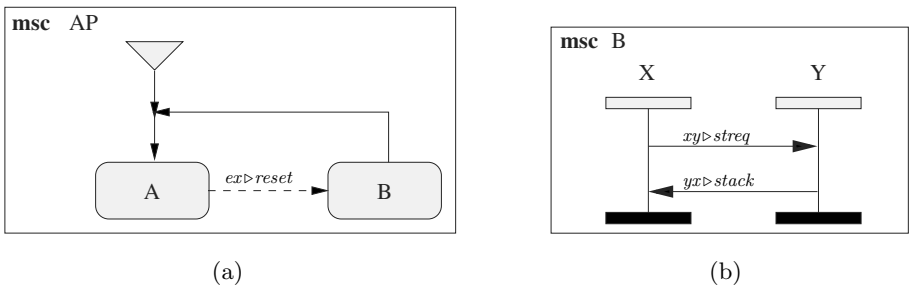 msc AP
A
ex▷reset
B
(a)
msc B
X Y
xy▷streq
yx▷stack
(b)